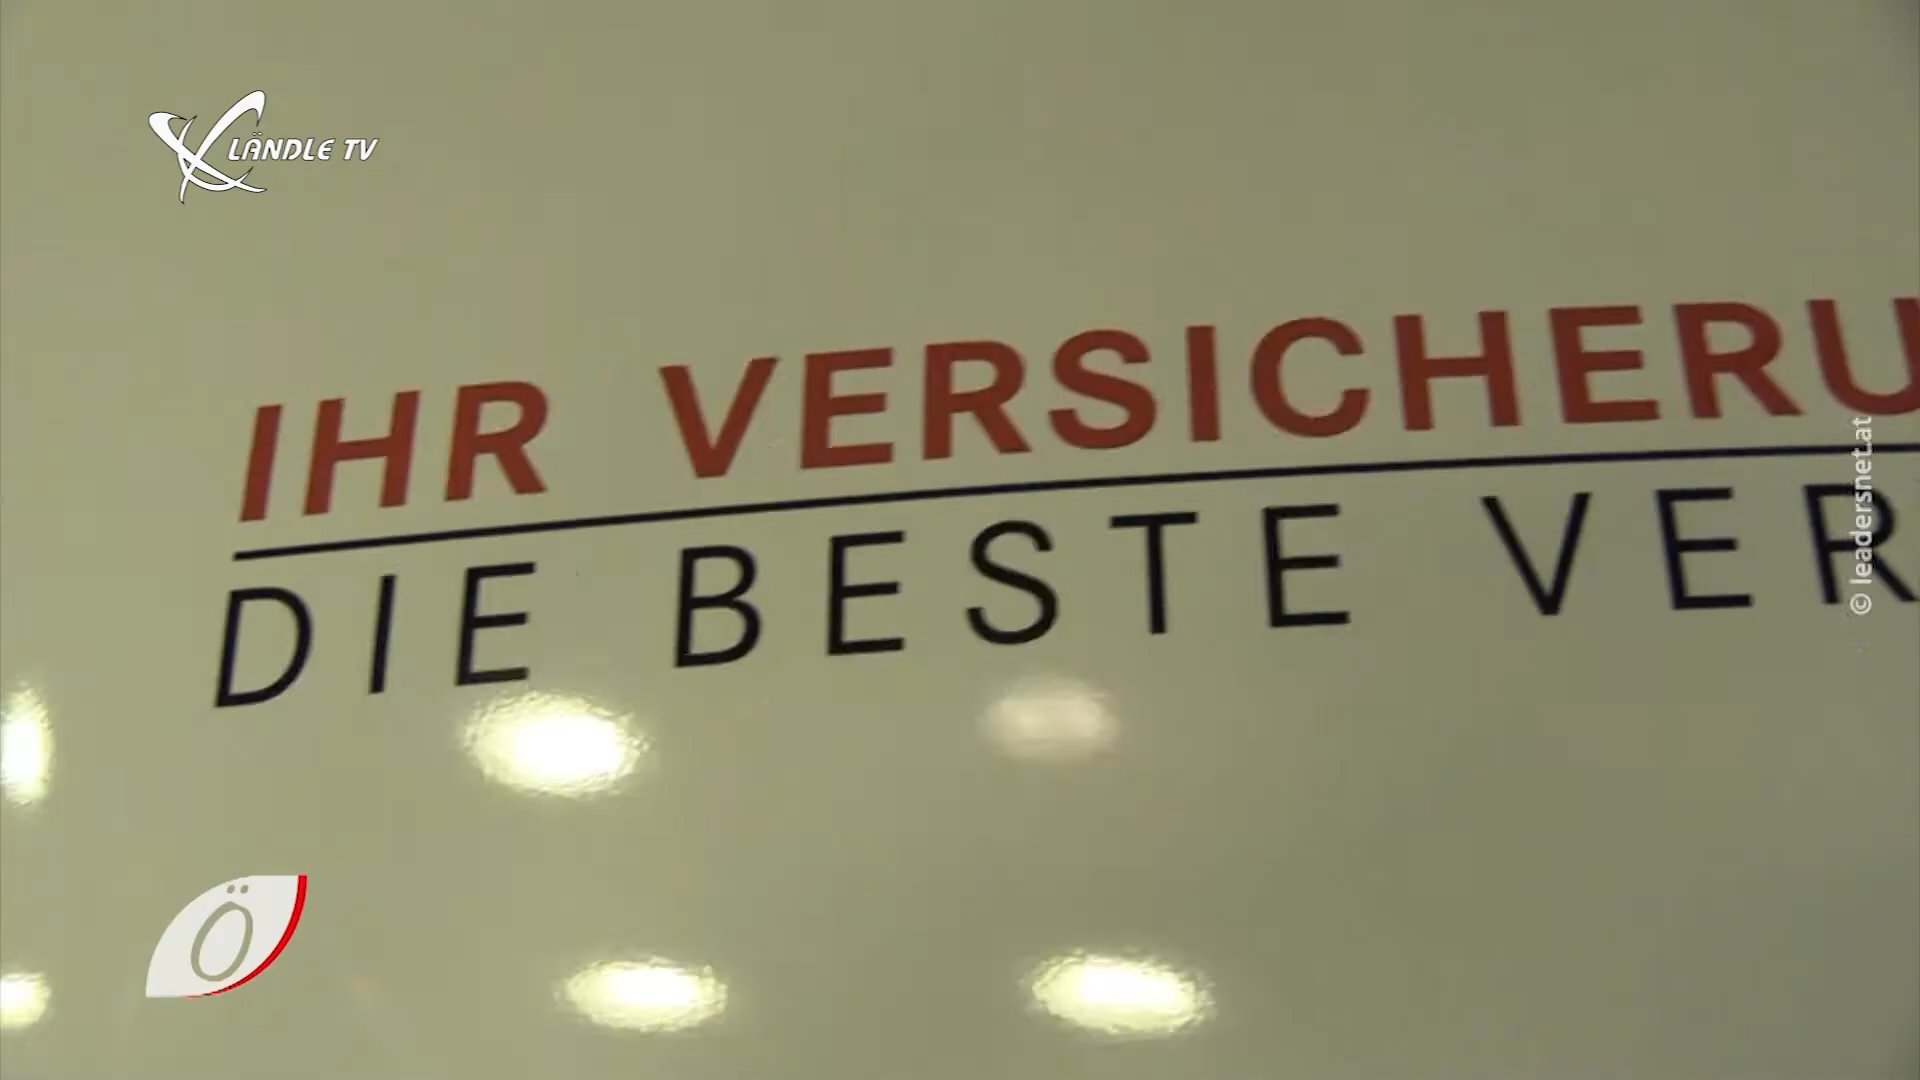 LÄNDLE TV
IHR VERSICHERU
DIE BESTE VER
© leadersnet.at
Ö